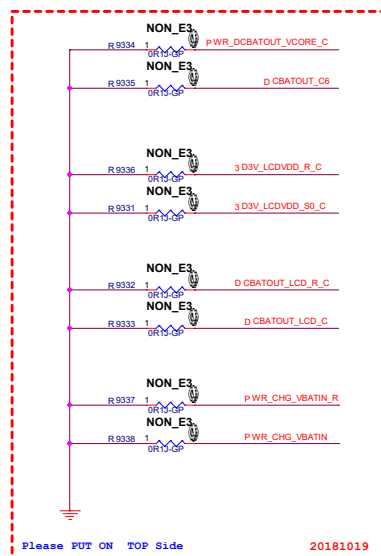 NON_E3
R9334 1 PWR_DCBATOUT_VCORE_C
0R1J-GP
NON_E3
R9335 1 DCBATOUT_C6
0R1J-GP
NON_E3
R9336 1 3D3V_LCDVDD_R_C
0R1J-GP
NON_E3
R9331 1 3D3V_LCDVDD_S0_C
0R1J-GP
NON_E3
R9332 1 DCBATOUT_LCD_R_C
0R1J-GP
NON_E3
R9333 1 DCBATOUT_LCD_C
0R1J-GP
NON_E3
R9337 1 PWR_CHG_VBATIN_R
0R1J-GP
NON_E3
R9338 1 PWR_CHG_VBATIN
0R1J-GP
Please PUT ON TOP Side 20181019